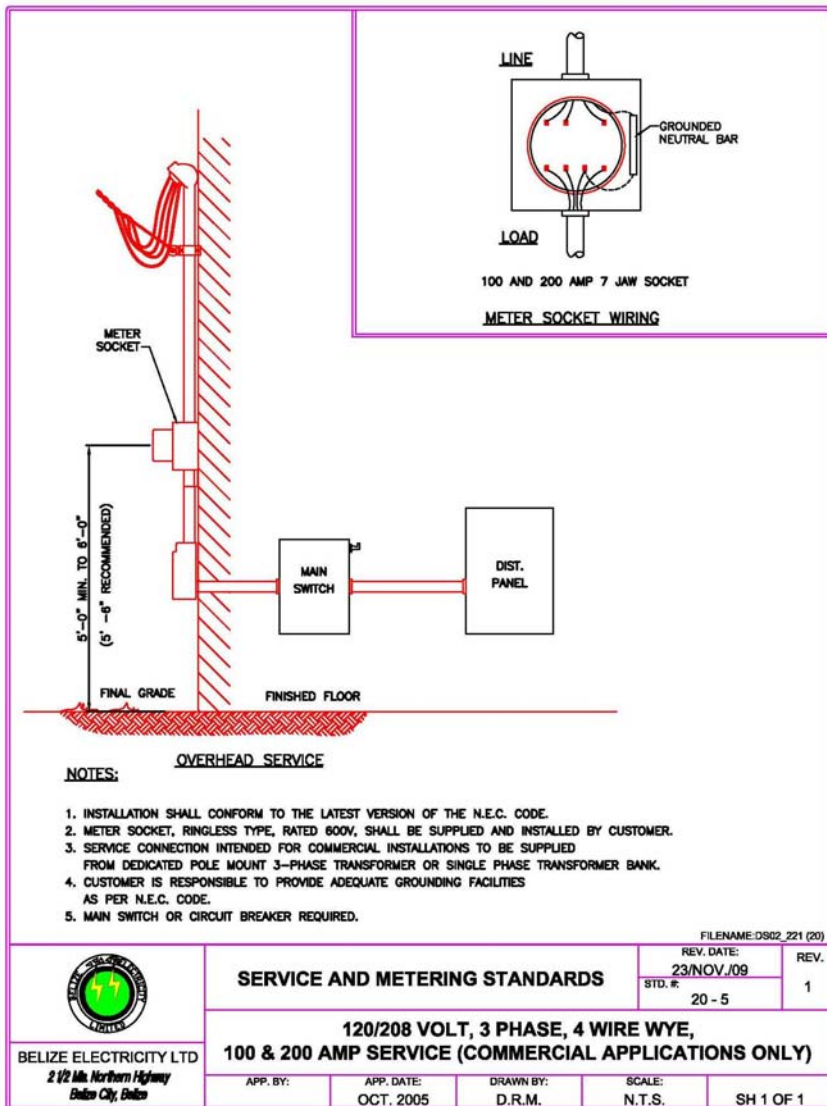 LINE
GROUNDED
NEUTRAL BAR
LOAD
100 AND 200 AMP 7 JAW SOCKET
METER SOCKET WIRING
METER
SOCKET
5'-0" MIN. TO 6'-0"
(5' -6" RECOMMENDED)
MAIN
SWITCH
DIST.
PANEL
FINAL GRADE
FINISHED FLOOR
OVERHEAD SERVICE
NOTES:
1. INSTALLATION SHALL CONFORM TO THE LATEST VERSION OF THE N.E.C. CODE.
2. METER SOCKET, RINGLESS TYPE, RATED 600V, SHALL BE SUPPLIED AND INSTALLED BY CUSTOMER.
3. SERVICE CONNECTION INTENDED FOR COMMERCIAL INSTALLATIONS TO BE SUPPLIED
FROM DEDICATED POLE MOUNT 3-PHASE TRANSFORMER OR SINGLE PHASE TRANSFORMER BANK.
4. CUSTOMER IS RESPONSIBLE TO PROVIDE ADEQUATE GROUNDING FACILITIES
AS PER N.E.C. CODE.
5. MAIN SWITCH OR CIRCUIT BREAKER REQUIRED.
FILENAME:DS02_221 (20)
BELIZE ELECTRICITY
LIMITED
BELIZE ELECTRICITY LTD
2 1/2 Mls. Northern Highway
Belize City, Belize
SERVICE AND METERING STANDARDS
REV. DATE:
23/NOV./09
STD. #:
20 - 5
REV.
1
120/208 VOLT, 3 PHASE, 4 WIRE WYE,
100 & 200 AMP SERVICE (COMMERCIAL APPLICATIONS ONLY)
APP. BY:
APP. DATE:
OCT. 2005
DRAWN BY:
D.R.M.
SCALE:
N.T.S.
SH 1 OF 1